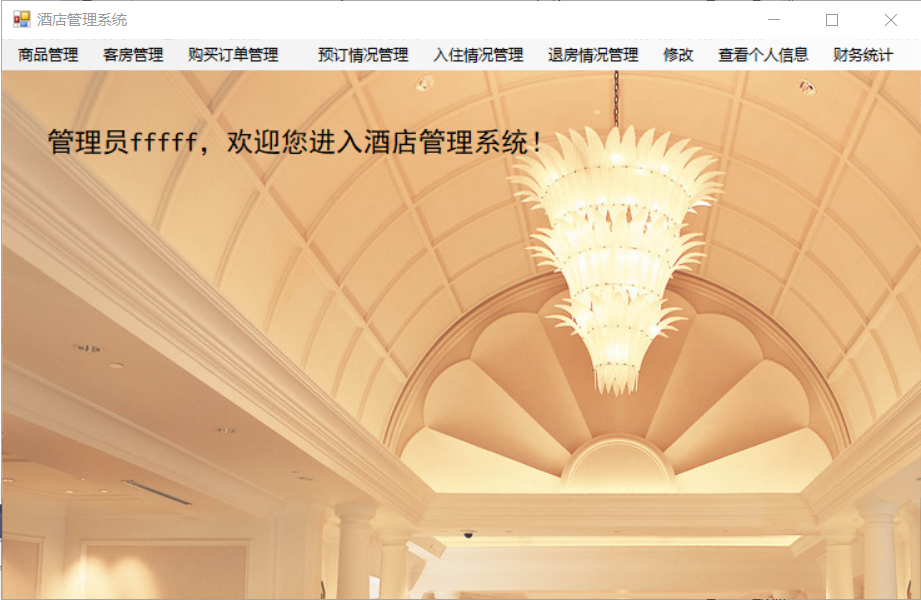 酒店管理系统
商品管理 客房管理 购买订单管理 预订情况管理 入住情况管理 退房情况管理 修改 查看个人信息 财务统计
管理员fffff，欢迎您进入酒店管理系统！